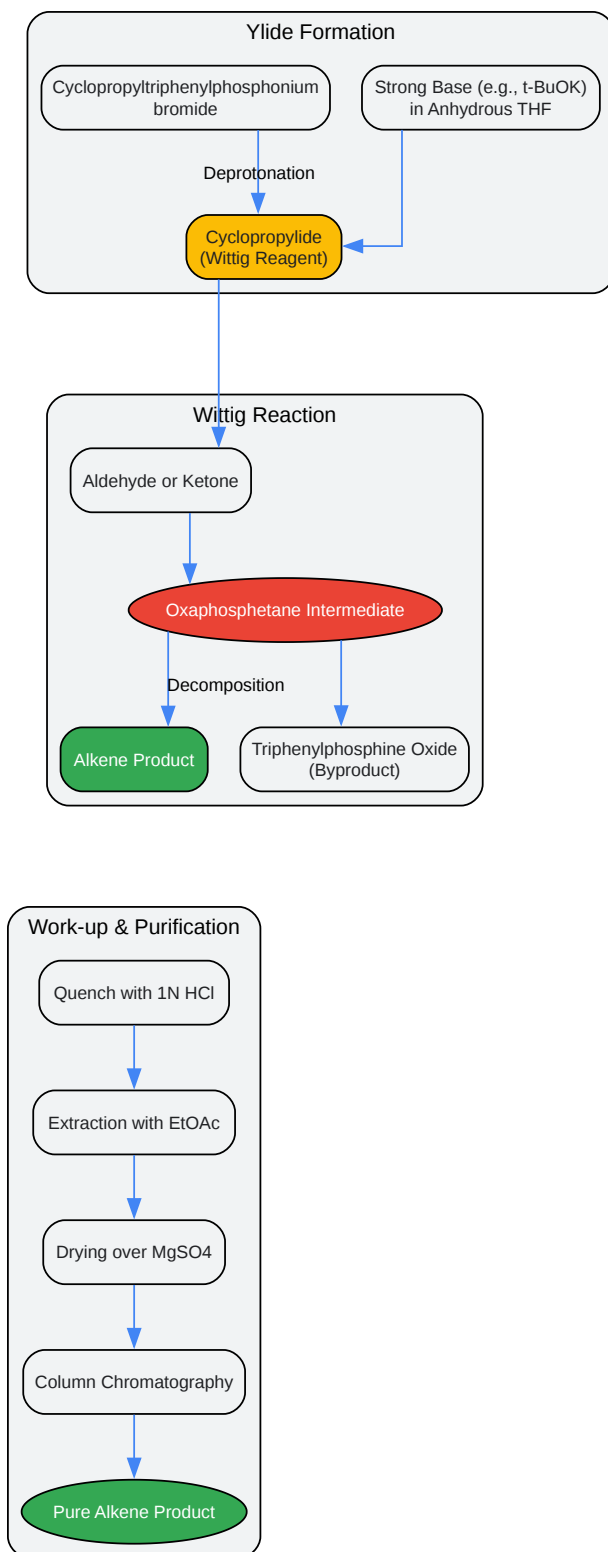 Ylide Formation
Cyclopropyltriphenylphosphonium
bromide
Strong Base (e.g., t-BuOK)
in Anhydrous THF
Deprotonation
Cyclopropylide
(Wittig Reagent)
Wittig Reaction
Aldehyde or Ketone
Oxaphosphetane Intermediate
Decomposition
Alkene Product
Triphenylphosphine Oxide
(Byproduct)
Work-up & Purification
Quench with 1N HCl
Extraction with EtOAc
Drying over MgSO4
Column Chromatography
Pure Alkene Product